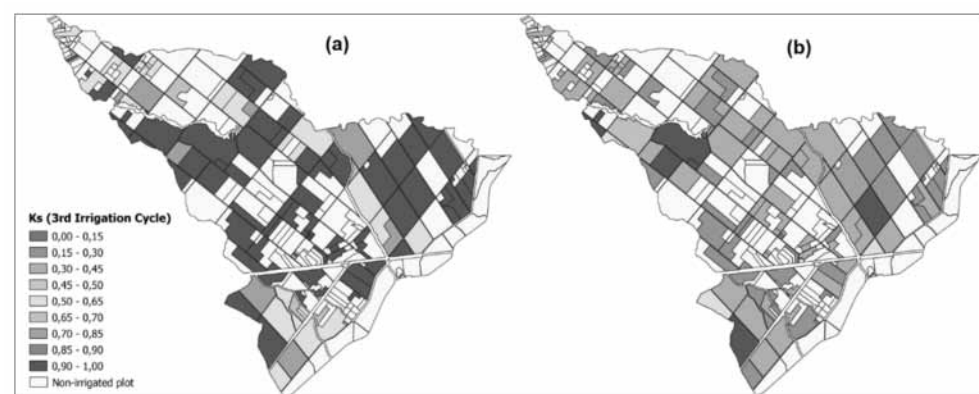 (a)
(b)
Ks (3rd Irrigation Cycle)
0,00 - 0,15
0,15 - 0,30
0,30 - 0,45
0,45 - 0,50
0,50 - 0,65
0,65 - 0,70
0,70 - 0,85
0,85 - 0,90
0,90 - 1,00
Non-irrigated plot